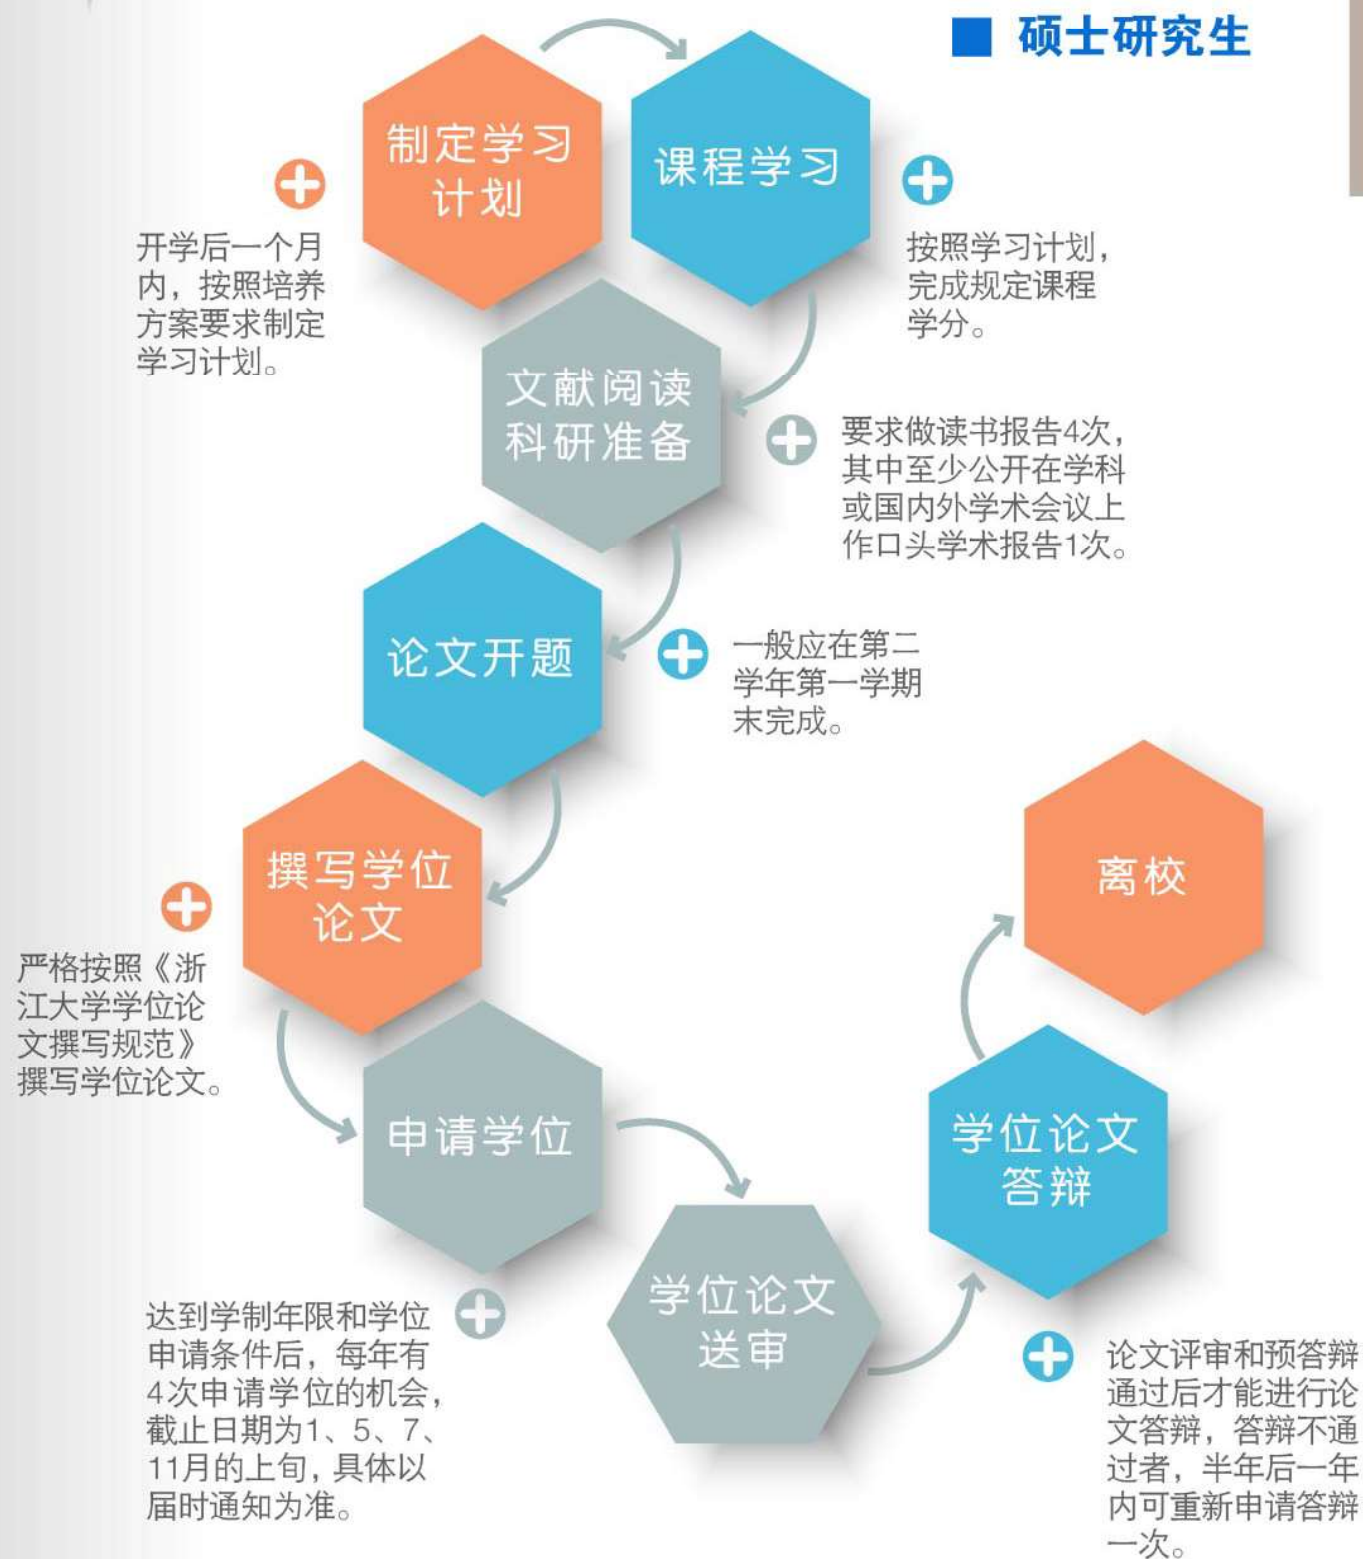 硕士研究生
制定学习
计划
开学后一个月
内，按照培养
方案要求制定
学习计划。
课程学习
按照学习计划，
完成规定课程
学分。
文献阅读
科研准备
要求做读书报告4次，
其中至少公开在学科
或国内外学术会议上
作口头学术报告1次。
论文开题
一般应在第二
学年第一学期
末完成。
撰写学位
论文
严格按照《浙
江大学学位论
文撰写规范》
撰写学位论文。
申请学位
达到学制年限和学位
申请条件后，每年有
4次申请学位的机会，
截止日期为1、5、7、
11月的上旬，具体以
届时通知为准。
学位论文
送审
学位论文
答辩
论文评审和预答辩
通过后才能进行论
文答辩，答辩不通
过者，半年后一年
内可重新申请答辩
一次。
离校